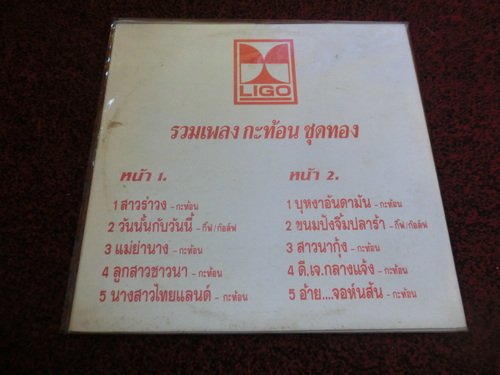 LIGO
รวมเพลง กะท้อน ชุดทอง
หน้า 1.
1 สาวรำวง - กะท้อน
2 วันนั้นกับวันนี้ - กี๊ฟ/ก๊อล์ฟ
3 แม่ย่านาง - กะท้อน
4 ลูกสาวชาวนา - กะท้อน
5 นางสาวไทยแลนด์ - กะท้อน
หน้า 2.
1 บุหงาอันดามัน - กะท้อน
2 ขนมปังจิ้มปลาร้า - กี๊ฟ/ก๊อล์ฟ
3 สาวนากุ้ง - กะท้อน
4 ดี.เจ.กลางแจ้ง - กะท้อน
5 อ้าย....จอห์นสัน - กะท้อน